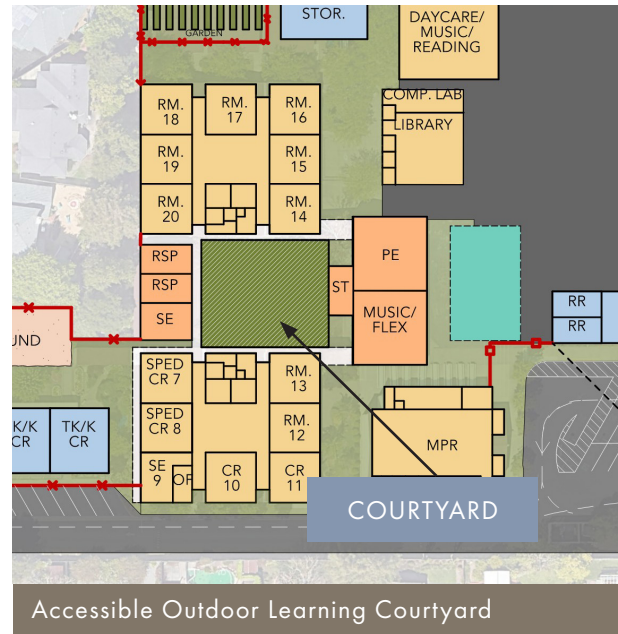 STOR.
DAYCARE/
MUSIC/
READING
GARDEN
COMP. LAB
LIBRARY
RM.
18
RM.
17
RM.
16
RM.
19
RM.
15
RM.
20
RM.
14
RSP
RSP
SE
ST
PE
MUSIC/
FLEX
RR
RR
UND
SPED
CR 7
SPED
CR 8
SE
9
OF
CR
10
CR
11
RM.
13
RM.
12
K/K
CR
TK/K
CR
MPR
COURTYARD
Accessible Outdoor Learning Courtyard